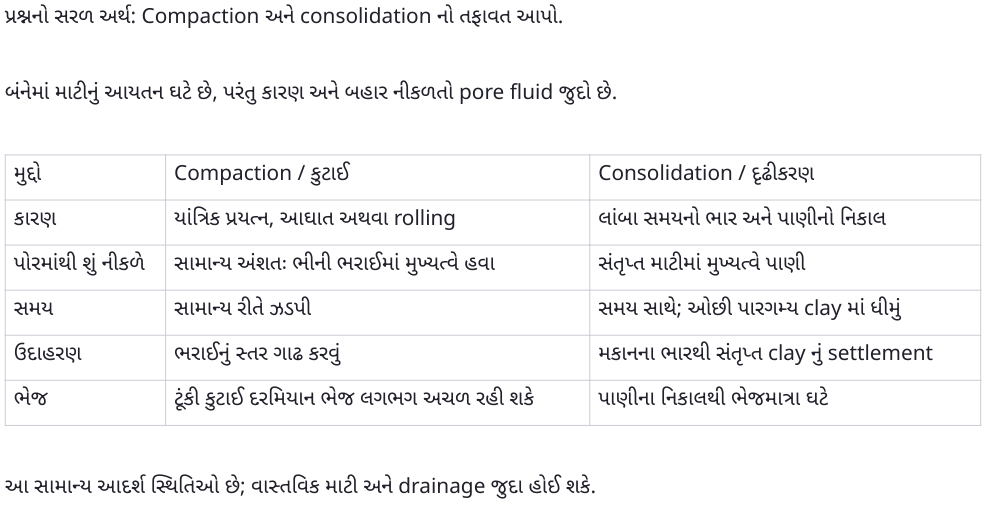 પ્રશ્નનો સરળ અર્થ: Compaction અને consolidation નો તફાવત આપો.
બંનેમાં માટીનું આયતન ઘટે છે, પરંતુ કારણ અને બહાર નીકળતો pore fluid જુદો છે.
મુદ્દો Compaction / કુટાઈ Consolidation / દૃઢીકરણ
કારણ યાંત્રિક પ્રયત્ન, આઘાત અથવા rolling લાંબા સમયનો ભાર અને પાણીનો નિકાલ
પોરમાંથી શું નીકળે સામાન્ય અંશતઃ ભીની ભરાઈમાં મુખ્યત્વે હવા સંતૃપ્ત માટીમાં મુખ્યત્વે પાણી
સમય સામાન્ય રીતે ઝડપી સમય સાથે; ઓછી પારગમ્ય clay માં ધીમું
ઉદાહરણ ભરાઈનું સ્તર ગાઢ કરવું મકાનના ભારથી સંતૃપ્ત clay નું settlement
ભેજ ટૂંકી કુટાઈ દરમિયાન ભેજ લગભગ અચળ રહી શકે પાણીના નિકાલથી ભેજમાત્રા ઘટે
આ સામાન્ય આદર્શ સ્થિતિઓ છે; વાસ્તવિક માટી અને drainage જુદા હોઈ શકે.